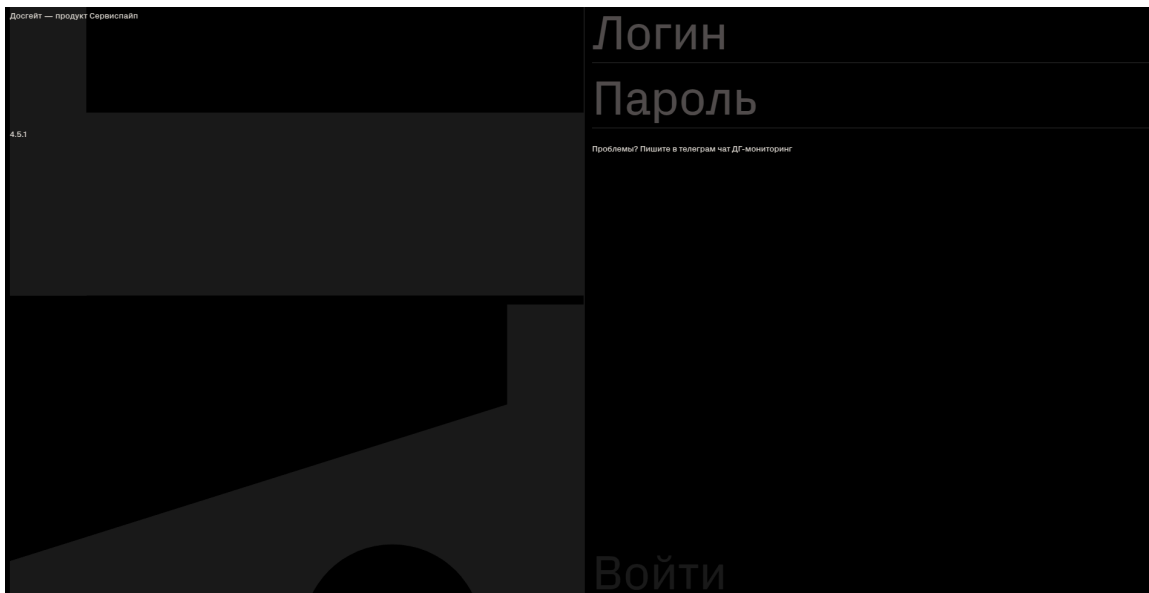 Досгейт — продукт Сервиспайп
4.5.1
Логин
Пароль
Проблемы? Пишите в телеграм чат ДГ-мониторинг
Войти